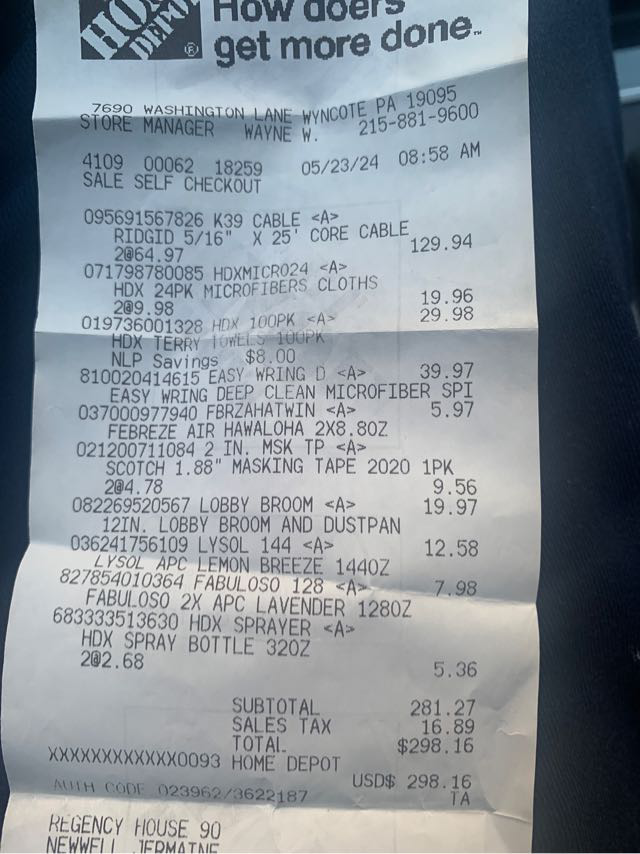 HO
DEPOT
®
How doers
get more done.™
7690 WASHINGTON LANE WYNCOTE PA 19095
STORE MANAGER WAYNE W. 215-881-9600
4109 00062 18259 05/23/24 08:58 AM
SALE SELF CHECKOUT
095691567826 K39 CABLE <A>
RIDGID 5/16" X 25' CORE CABLE
2@64.97 129.94
071798780085 HDXMICRO24 <A>
HDX 24PK MICROFIBERS CLOTHS
2@9.98 19.96
019736001328 HDX 100PK <A> 29.98
HDX TERRY TOWELS 100PK
NLP Savings $8.00
810020414615 EASY WRING D <A> 39.97
EASY WRING DEEP CLEAN MICROFIBER SPI
037000977940 FBRZAHATWIN <A> 5.97
FEBREZE AIR HAWALOHA 2X8.8OZ
021200711084 2 IN. MSK TP <A>
SCOTCH 1.88" MASKING TAPE 2020 1PK
2@4.78 9.56
082269520567 LOBBY BROOM <A> 19.97
12IN. LOBBY BROOM AND DUSTPAN
036241756109 LYSOL 144 <A> 12.58
LYSOL APC LEMON BREEZE 144OZ
827854010364 FABULOSO 128 <A> 7.98
FABULOSO 2X APC LAVENDER 128OZ
683333513630 HDX SPRAYER <A>
HDX SPRAY BOTTLE 32OZ
2@2.68 5.36
SUBTOTAL 281.27
SALES TAX 16.89
TOTAL $298.16
XXXXXXXXXXXX0093 HOME DEPOT
USD$ 298.16
AUTH CODE 023962/3622187 TA
REGENCY HOUSE 90
NEWWELL JERMAINE